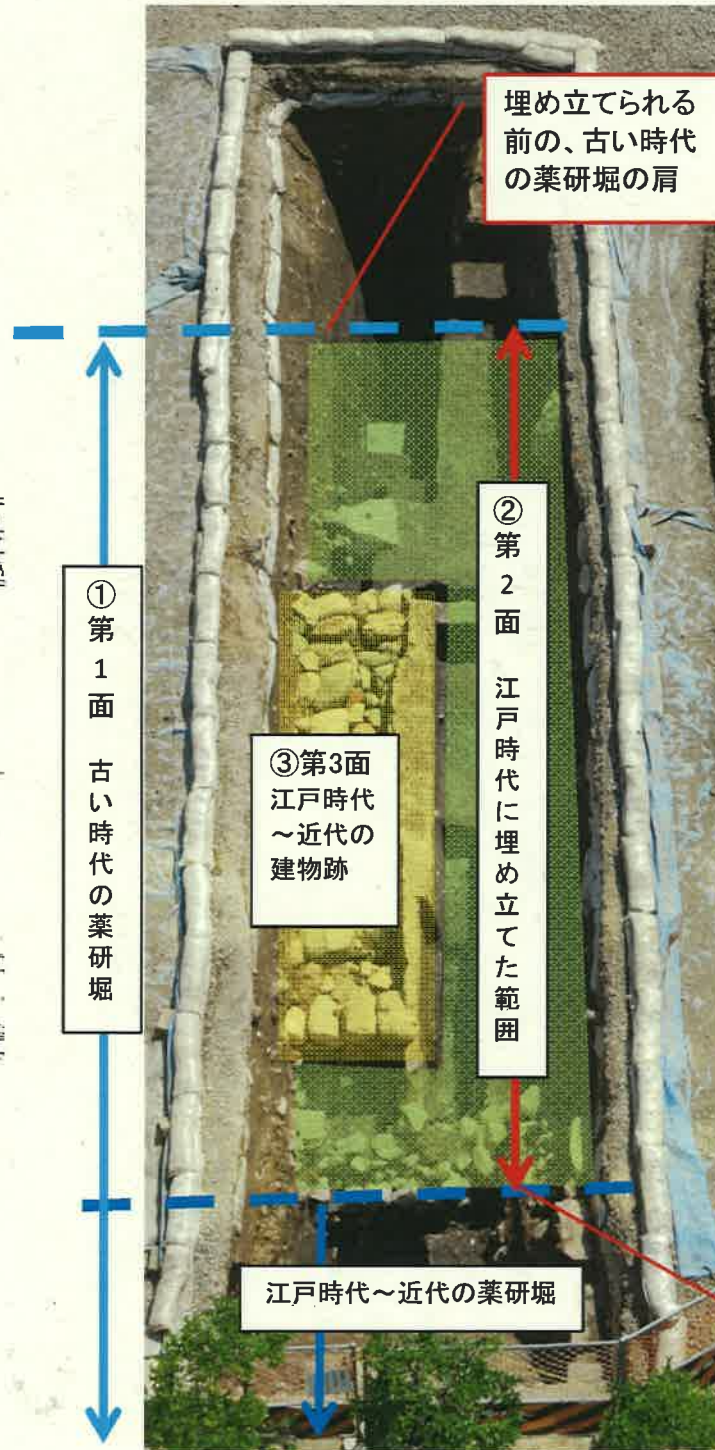 埋め立てられる
前の、古い時代
の薬研堀の肩
①第1面　古い時代の薬研堀
②第2面　江戸時代に埋め立てた範囲
③第3面
江戸時代
～近代の
建物跡
江戸時代～近代の薬研堀